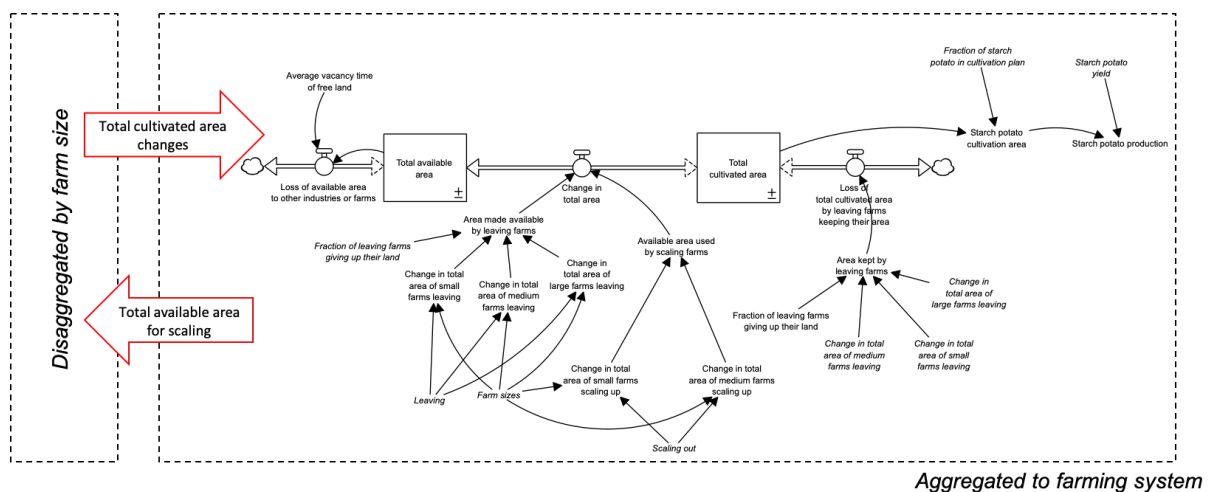 Disaggregated by farm size
Total cultivated area
changes
Total available area
for scaling
Average vacancy time
of free land
Loss of available area
to other industries or farms
Total available
area
±
Change in
total area
Total
cultivated area
±
Loss of
total cultivated area
by leaving farms
keeping their area
Fraction of starch
potato in cultivation plan
Starch potato
yield
Starch potato
cultivation area
Starch potato production
Area made available
by leaving farms
Fraction of leaving farms
giving up their land
Change in total
area of small
farms leaving
Change in total
area of medium
farms leaving
Change in
total area of
large farms leaving
Available area used
by scaling farms
Area kept by
leaving farms
Change in
total area of
large farms leaving
Fraction of leaving farms
giving up their land
Change in total
area of medium
farms leaving
Change in total
area of small
farms leaving
Leaving
Farm sizes
Change in total
area of small farms
scaling up
Change in total
area of medium farms
scaling up
Scaling out
Aggregated to farming system